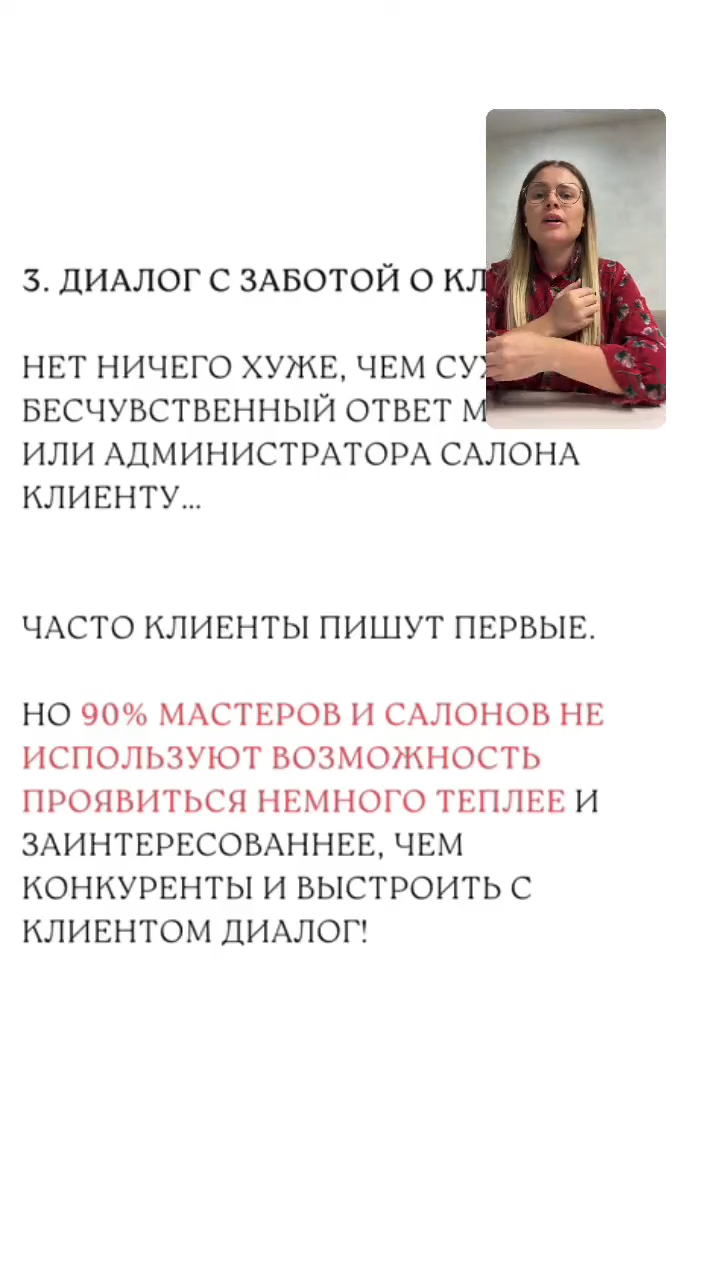 3. ДИАЛОГ С ЗАБОТОЙ О
НЕТ НИЧЕГО ХУЖЕ, ЧЕМ
БЕСЧУВСТВЕННЫЙ ОТВЕТ
ИЛИ АДМИНИСТРАТОРА САЛОНА
КЛИЕНТУ...
ЧАСТО КЛИЕНТЫ ПИШУТ ПЕРВЫЕ.
НО 90% МАСТЕРОВ И САЛОНОВ НЕ
ИСПОЛЬЗУЮТ ВОЗМОЖНОСТЬ
ПРОЯВИТЬСЯ НЕМНОГО ТЕПЛЕЕ И
ЗАИНТЕРЕСОВАННЕЕ, ЧЕМ
КОНКУРЕНТЫ И ВЫСТРОИТЬ С
КЛИЕНТОМ ДИАЛОГ!